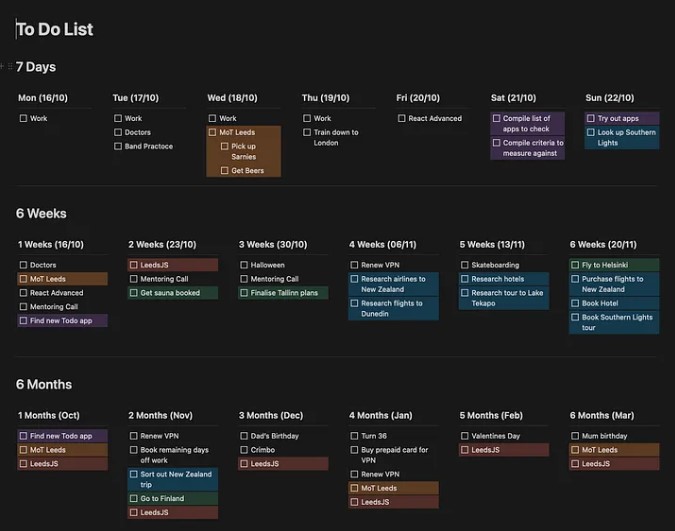 To Do List
7 Days
Mon (16/10)
Work
Tue (17/10)
Work
Doctors
Band Practoce
Wed (18/10)
Work
MoT Leeds
Pick up
Sarnies
Get Beers
Thu (19/10)
Work
Train down to
London
Fri (20/10)
React Advanced
Sat (21/10)
Compile list of
apps to check
Compile criteria to
measure against
Sun (22/10)
Try out apps
Look up Southern
Lights
6 Weeks
1 Weeks (16/10)
Doctors
MoT Leeds
React Advanced
Mentoring Call
Find new Todo app
2 Weeks (23/10)
LeedsJS
Mentoring Call
Get sauna booked
3 Weeks (30/10)
Halloween
Mentoring Call
Finalise Tallinn plans
4 Weeks (06/11)
Renew VPN
Research airlines to
New Zealand
Research flights to
Dunedin
5 Weeks (13/11)
Skateboarding
Research hotels
Research tour to Lake
Tekapo
6 Weeks (20/11)
Fly to Helsinki
Purchase flights to
New Zealand
Book Hotel
Book Southern Lights
tour
6 Months
1 Months (Oct)
Find new Todo app
MoT Leeds
LeedsJS
2 Months (Nov)
Renew VPN
Book remaining days
off work
Sort out New Zealand
trip
Go to Finland
LeedsJS
3 Months (Dec)
Dad's Birthday
Crimbo
LeedsJS
4 Months (Jan)
Turn 36
Buy prepaid card for
VPN
Renew VPN
MoT Leeds
LeedsJS
5 Months (Feb)
Valentines Day
LeedsJS
6 Months (Mar)
Mum birthday
MoT Leeds
LeedsJS